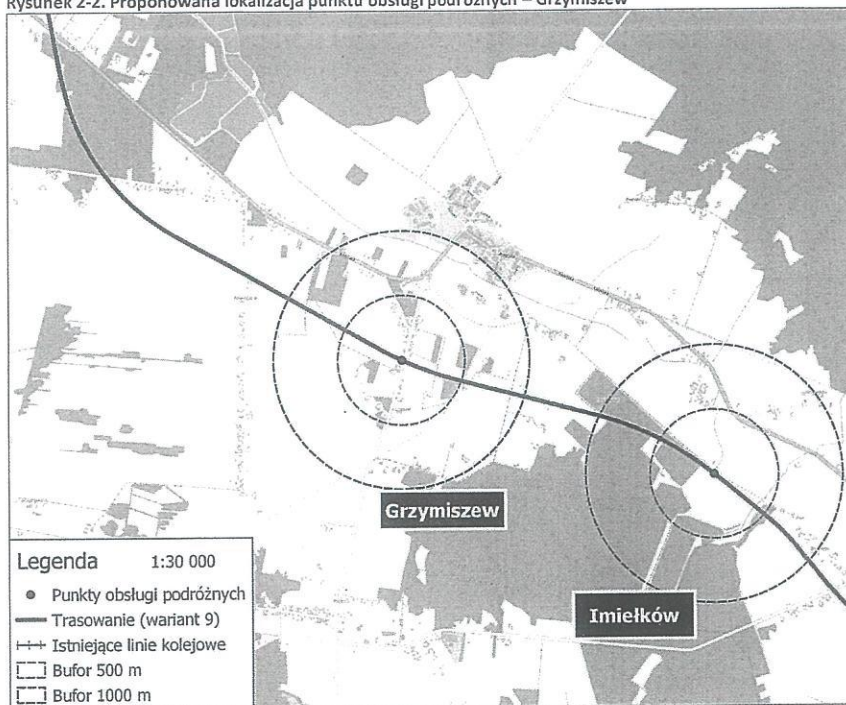 Rysunek 2-2. Proponowana lokalizacja punktu obsługi podróżnych – Grzymiszew
Grzymiszew
Imiełków
Legenda 1:30 000
Punkty obsługi podróżnych
Trasowanie (wariant 9)
Istniejące linie kolejowe
Bufor 500 m
Bufor 1000 m